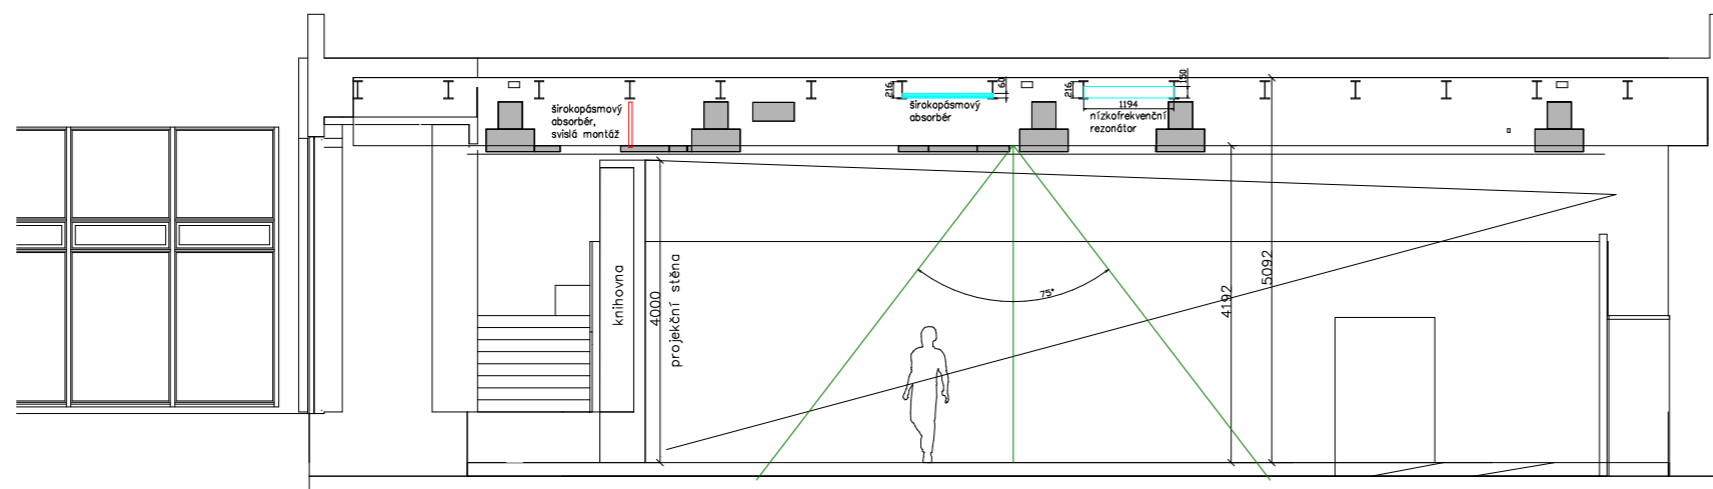 širokopásmový
absorbér,
svislá montáž
216
60
širokopásmový
absorbér
216
150
1194
nízkofrekvenční
rezonátor
knihovna
4000
projekční stěna
75°
4192
5092